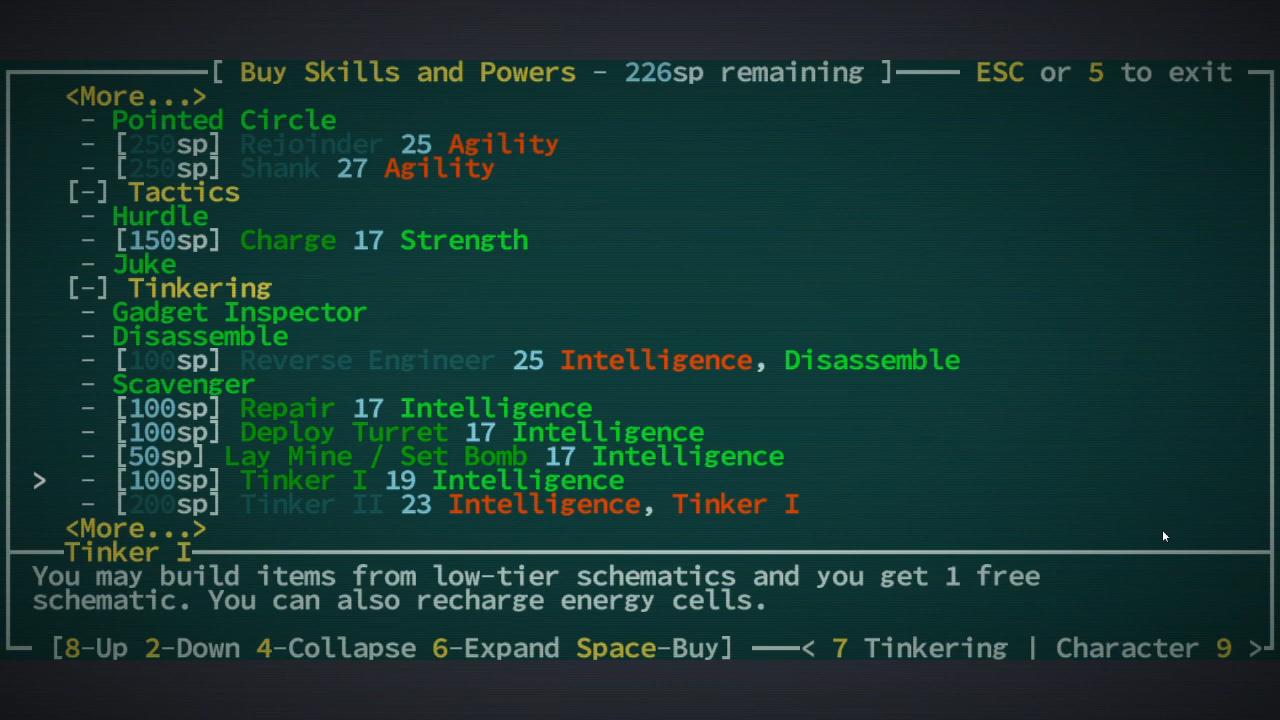 [ Buy Skills and Powers - 226sp remaining ] ESC or 5 to exit
<More...>
- Pointed Circle
- [250sp] Rejoinder 25 Agility
- [250sp] Shank 27 Agility
[-] Tactics
- Hurdle
- [150sp] Charge 17 Strength
- Juke
[-] Tinkering
- Gadget Inspector
- Disassemble
- [100sp] Reverse Engineer 25 Intelligence, Disassemble
- Scavenger
- [100sp] Repair 17 Intelligence
- [100sp] Deploy Turret 17 Intelligence
- [50sp] Lay Mine / Set Bomb 17 Intelligence
> - [100sp] Tinker I 19 Intelligence
- [200sp] Tinker II 23 Intelligence, Tinker I
<More...>
Tinker I
You may build items from low-tier schematics and you get 1 free
schematic. You can also recharge energy cells.
[8-Up 2-Down 4-Collapse 6-Expand Space-Buy] < 7 Tinkering | Character 9 >